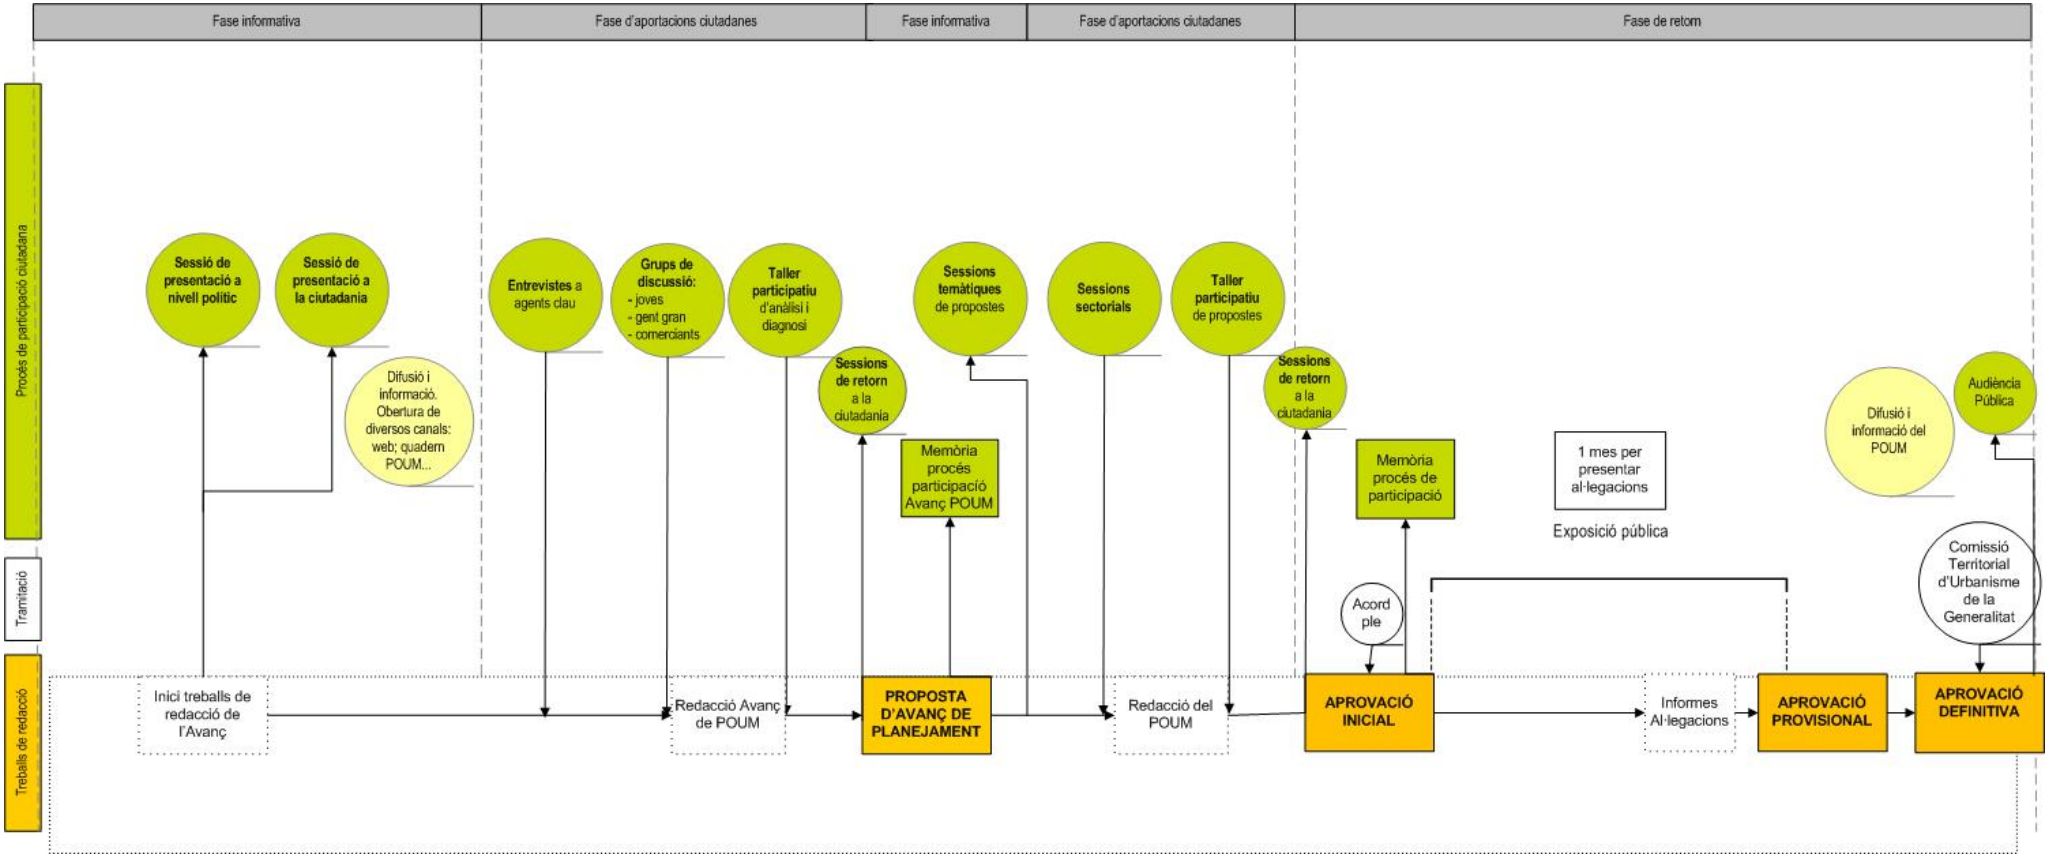 Fase informativa
Fase d'aportacions ciutadanes
Fase informativa
Fase d'aportacions ciutadanes
Fase de retorn
Procés de participació ciutadana
Tramitació
Treballs de redacció
Sessió de
presentació a
nivell polític
Sessió de
presentació a
la ciutadania
Difusió i
informació.
Obertura de
diversos canals:
web; quadern
POUM...
Entrevistes a
agents clau
Grups de
discussió:
- joves
- gent gran
- comerciants
Taller
participatiu
d'anàlisi i
diagnosi
Sessions
de retorn
a la
ciutadania
Sessions
temàtiques
de propostes
Memòria
procés
participació
Avanç POUM
Sessions
sectorials
Taller
participatiu
de propostes
Sessions
de retorn
a la
ciutadania
Memòria
procés de
participació
1 mes per
presentar
al·legacions
Exposició pública
Difusió i
informació del
POUM
Audiència
Pública
Acord
ple
Comissió
Territorial
d'Urbanisme
de la
Generalitat
Inici treballs de
redacció de
l'Avanç
Redacció Avanç
de POUM
PROPOSTA
D'AVANÇ DE
PLANEJAMENT
Redacció del
POUM
APROVACIÓ
INICIAL
Informes
Al·legacions
APROVACIÓ
PROVISIONAL
APROVACIÓ
DEFINITIVA